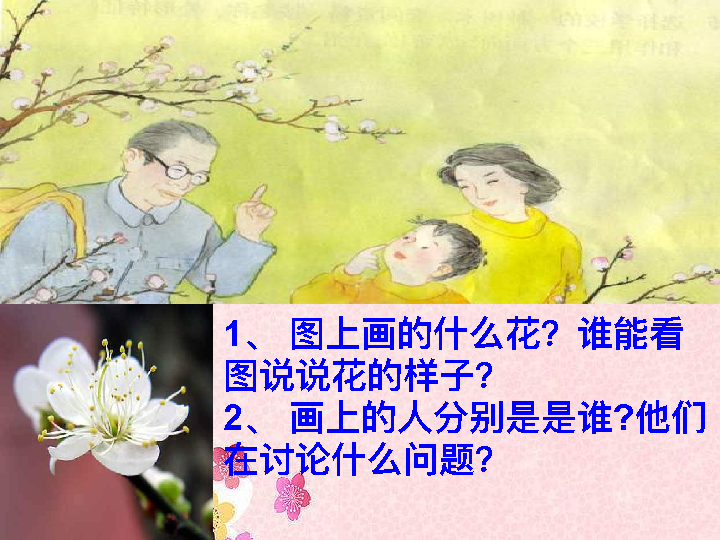 1、 图上画的什么花? 谁能看
图说说花的样子?
2、 画上的人分别是是谁?他们
在讨论什么问题?